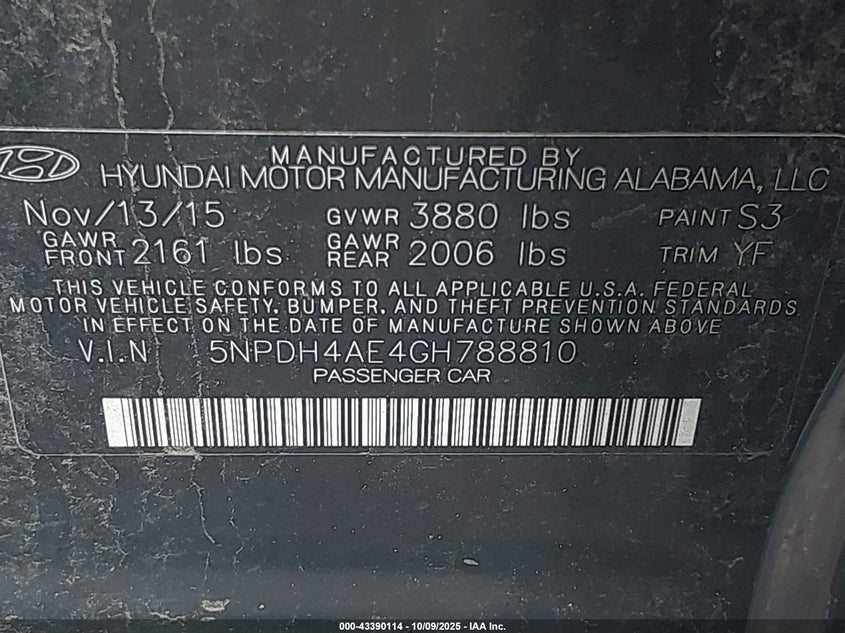 MANUFACTURED BY
HYUNDAI MOTOR MANUFACTURING ALABAMA, LLC
Nov/13/15 GVWR 3880 lbs PAINT S3
GAWR FRONT 2161 lbs GAWR REAR 2006 lbs TRIM YF
THIS VEHICLE CONFORMS TO ALL APPLICABLE U.S.A. FEDERAL
MOTOR VEHICLE SAFETY, BUMPER, AND THEFT PREVENTION STANDARDS
IN EFFECT ON THE DATE OF MANUFACTURE SHOWN ABOVE
V.I.N 5NPDH4AE4GH788810
PASSENGER CAR
000-43390114 - 10/09/2025 - IAA Inc.